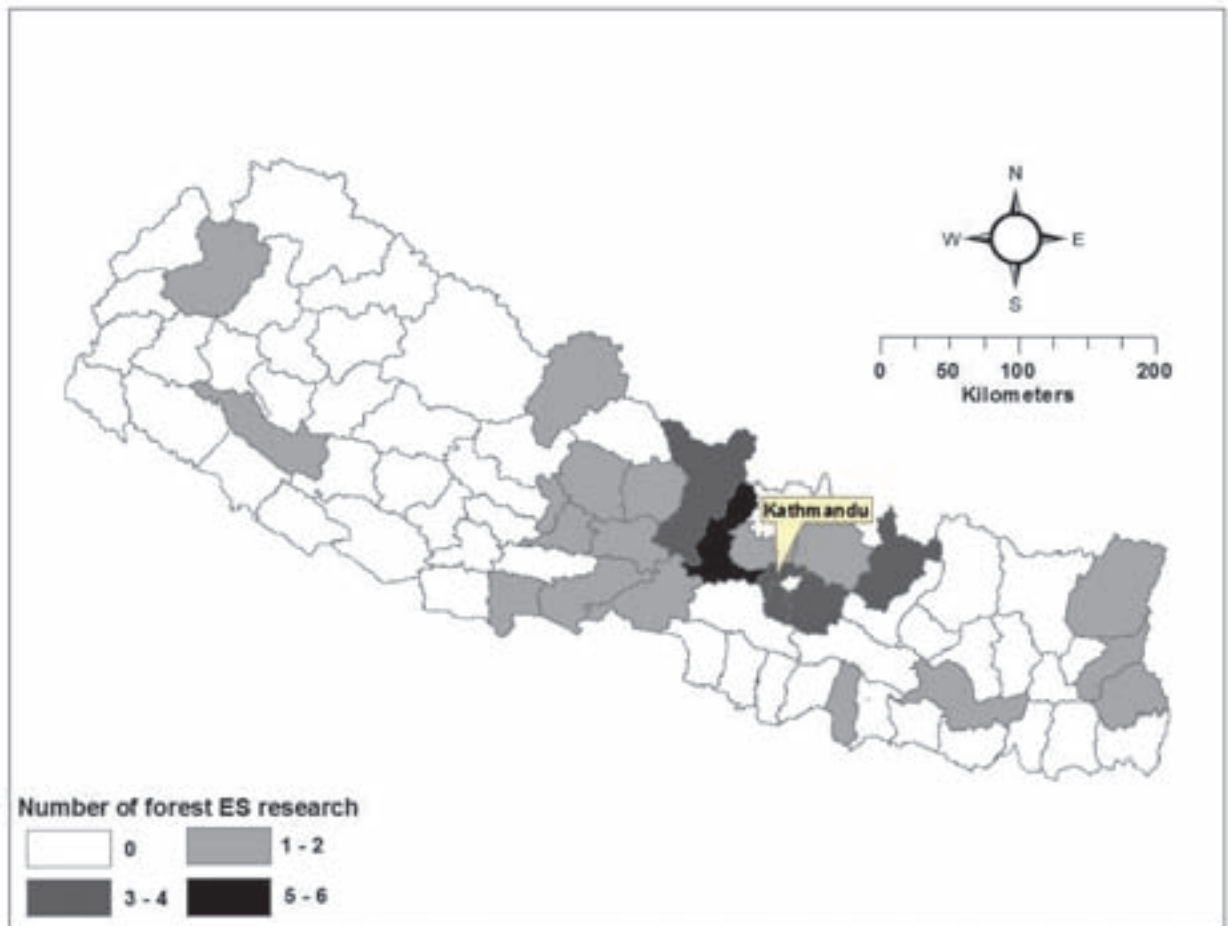 N
W E
S
0 50 100 200
Kilometers
Kathmandu
Number of forest ES research
0 1 - 2
3 - 4 5 - 6